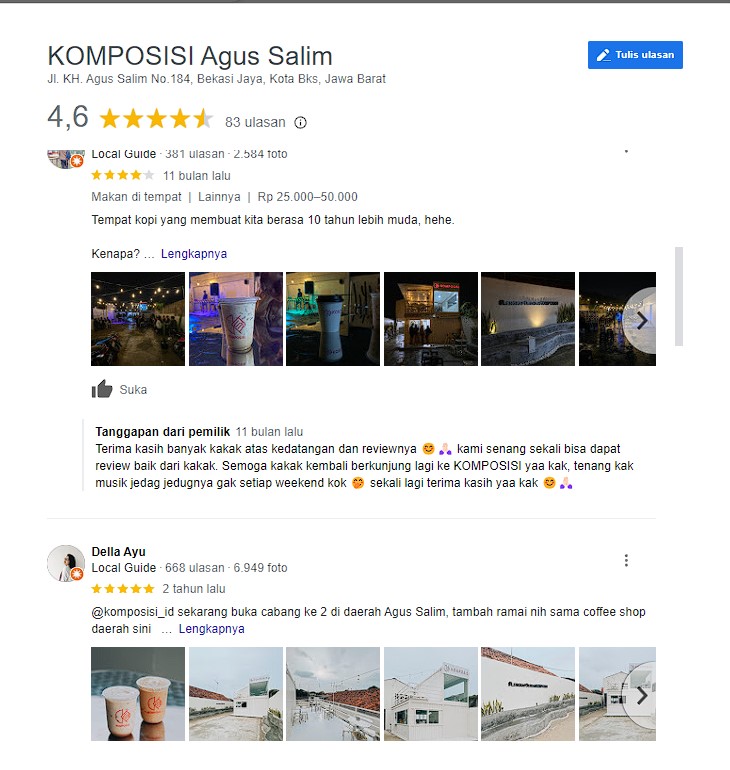 KOMPOSISI Agus Salim
Tulis ulasan
Jl. KH. Agus Salim No.184, Bekasi Jaya, Kota Bks, Jawa Barat
4,6 83 ulasan
Local Guide · 381 ulasan · 2.584 foto
11 bulan lalu
Makan di tempat | Lainnya | Rp 25.000–50.000
Tempat kopi yang membuat kita berasa 10 tahun lebih muda, hehe.
Kenapa? … Lengkapnya
Suka
Tanggapan dari pemilik 11 bulan lalu
Terima kasih banyak kakak atas kedatangan dan reviewnya 😊 🙏🏻 kami senang sekali bisa dapat
review baik dari kakak. Semoga kakak kembali berkunjung lagi ke KOMPOSISI yaa kak, tenang kak
musik jedag jedugnya gak setiap weekend kok 🤭 sekali lagi terima kasih yaa kak 😊 🙏🏻
Della Ayu
Local Guide · 668 ulasan · 6.949 foto
2 tahun lalu
@komposisi_id sekarang buka cabang ke 2 di daerah Agus Salim, tambah ramai nih sama coffee shop
daerah sini … Lengkapnya